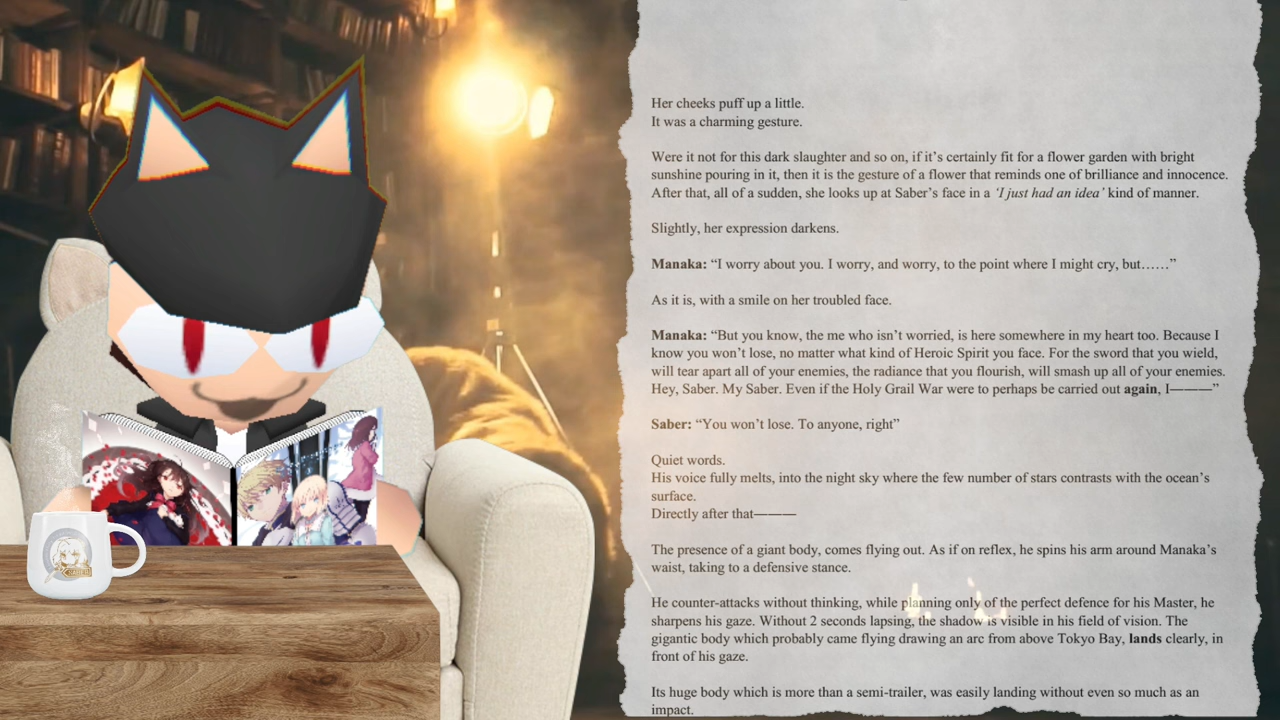 Her cheeks puff up a little.
It was a charming gesture.
Were it not for this dark slaughter and so on, if it's certainly fit for a flower garden with bright
sunshine pouring in it, then it is the gesture of a flower that reminds one of brilliance and innocence.
After that, all of a sudden, she looks up at Saber's face in a 'I just had an idea' kind of manner.
Slightly, her expression darkens.
Manaka: “I worry about you. I worry, and worry, to the point where I might cry, but……”
As it is, with a smile on her troubled face.
Manaka: “But you know, the me who isn't worried, is here somewhere in my heart too. Because I
know you won't lose, no matter what kind of Heroic Spirit you face. For the sword that you wield,
will tear apart all of your enemies, the radiance that you flourish, will smash up all of your enemies.
Hey, Saber. My Saber. Even if the Holy Grail War were to perhaps be carried out again, I———”
Saber: “You won't lose. To anyone, right”
Quiet words.
His voice fully melts, into the night sky where the few number of stars contrasts with the ocean's
surface.
Directly after that———
The presence of a giant body, comes flying out. As if on reflex, he spins his arm around Manaka's
waist, taking to a defensive stance.
He counter-attacks without thinking, while planning only of the perfect defence for his Master, he
sharpens his gaze. Without 2 seconds lapsing, the shadow is visible in his field of vision. The
gigantic body which probably came flying drawing an arc from above Tokyo Bay, lands clearly, in
front of his gaze.
Its huge body which is more than a semi-trailer, was easily landing without even so much as an
impact.